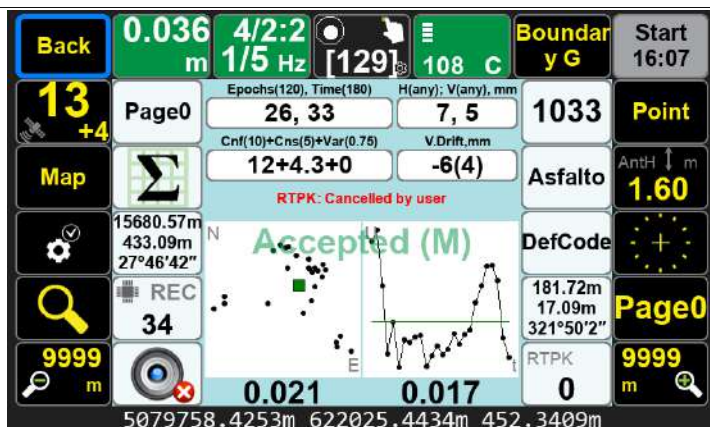 Back
0.036
m
4/2:2
1/5 Hz
[129]
108 C
Boundar
y G
Start
16:07
13
+4
Page0
Epochs(120), Time(180)
26, 33
H(any); V(any), mm
7, 5
1033
Point
Map
Σ
Cnf(10)+Cns(5)+Var(0.75)
12+4.3+0
V.Drift,mm
-6(4)
Asfalto
AntH m
1.60
RTPK: Cancelled by user
15680.57m
433.09m
27°46'42"
N
U
Accepted (M)
DefCode
REC
34
181.72m
17.09m
321°50'2"
Page0
E
t
9999
m
0.021
0.017
RTPK
0
9999
m
5079758.4253m 622025.4434m 452.3409m